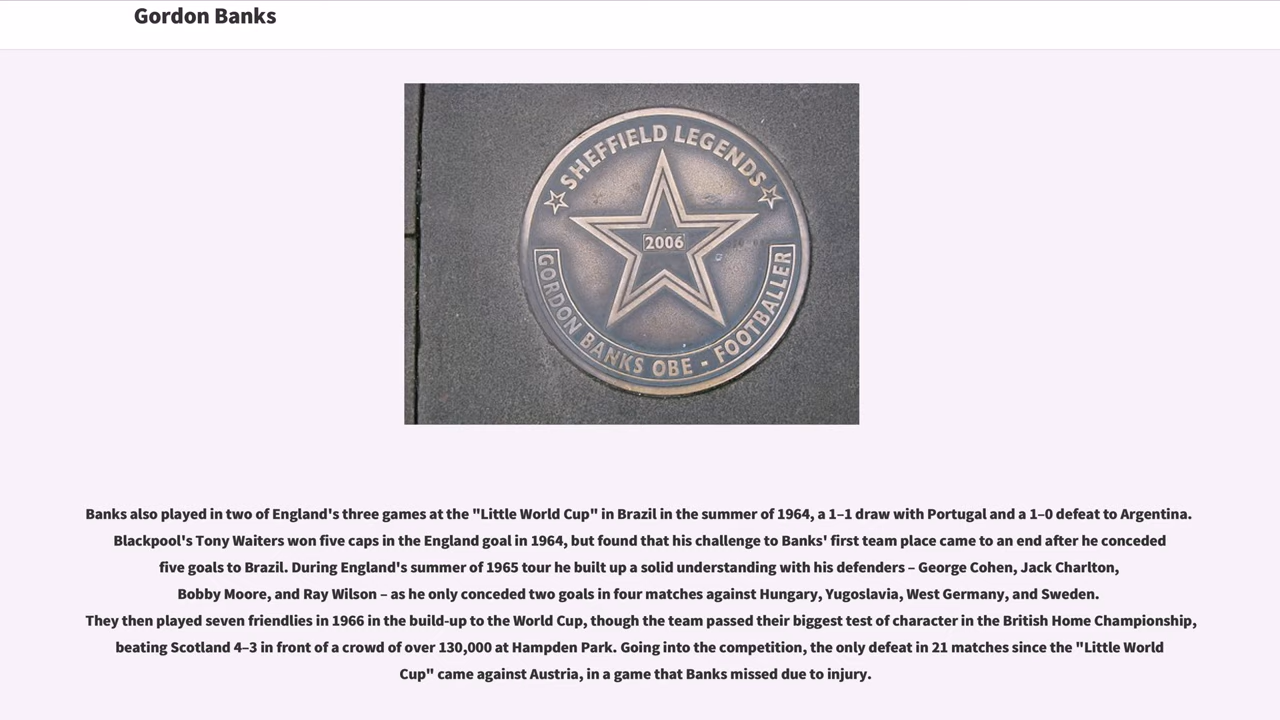 Gordon Banks
SHEFFIELD LEGENDS
2006
GORDON BANKS OBE - FOOTBALLER
Banks also played in two of England's three games at the "Little World Cup" in Brazil in the summer of 1964, a 1–1 draw with Portugal and a 1–0 defeat to Argentina.
Blackpool's Tony Waiters won five caps in the England goal in 1964, but found that his challenge to Banks' first team place came to an end after he conceded
five goals to Brazil. During England's summer of 1965 tour he built up a solid understanding with his defenders – George Cohen, Jack Charlton,
Bobby Moore, and Ray Wilson – as he only conceded two goals in four matches against Hungary, Yugoslavia, West Germany, and Sweden.
They then played seven friendlies in 1966 in the build-up to the World Cup, though the team passed their biggest test of character in the British Home Championship,
beating Scotland 4–3 in front of a crowd of over 130,000 at Hampden Park. Going into the competition, the only defeat in 21 matches since the "Little World
Cup" came against Austria, in a game that Banks missed due to injury.